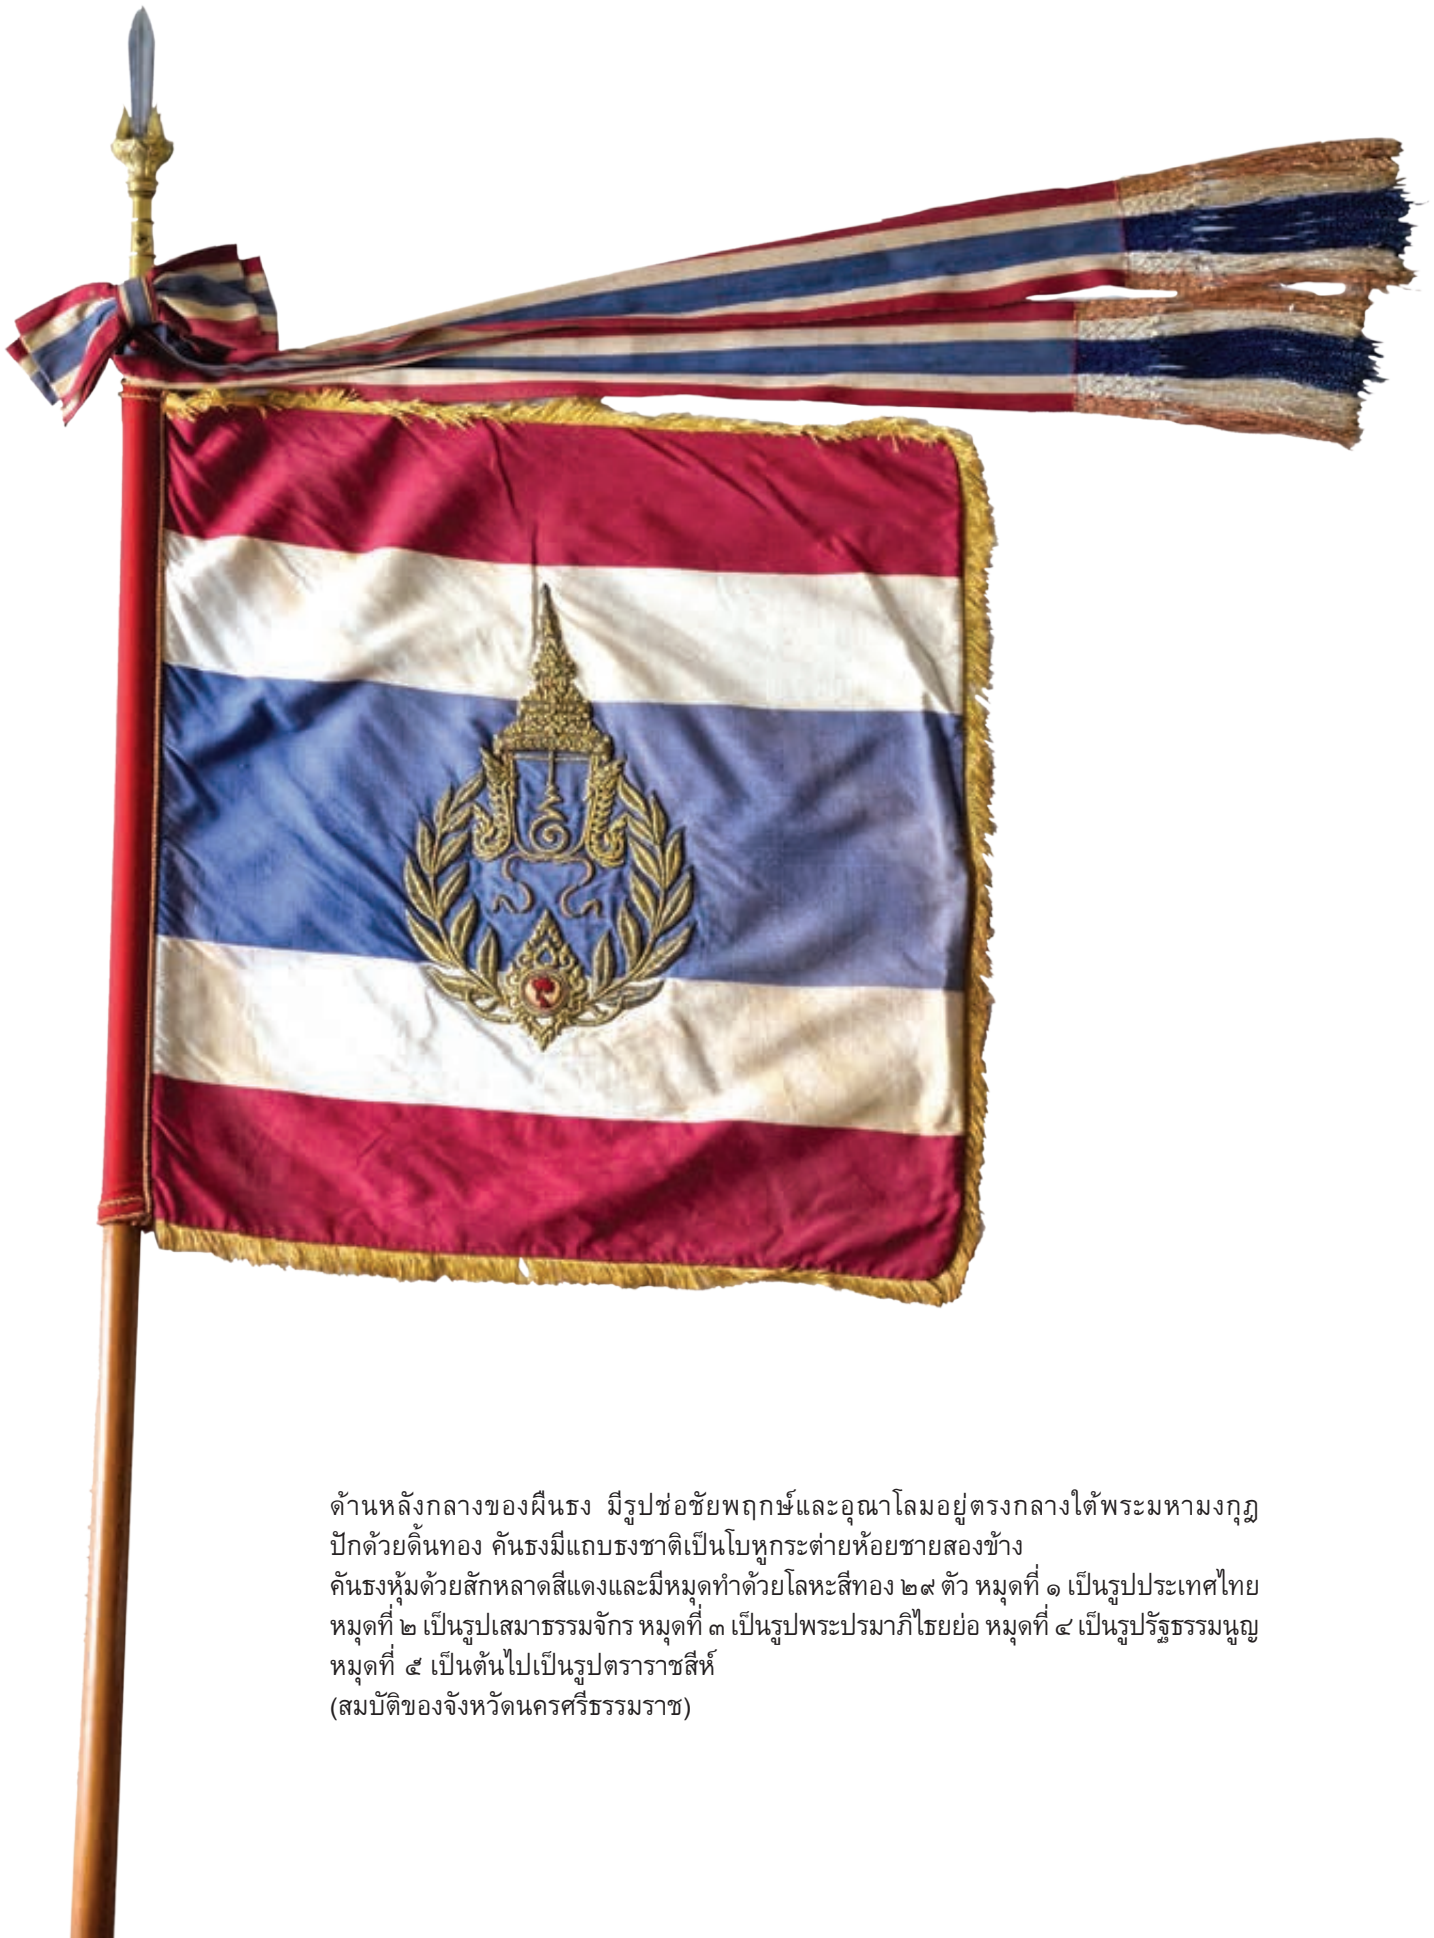 ด้านหลังกลางของผืนธง มีรูปช่อชัยพฤกษ์และอุณาโลมอยู่ตรงกลางใต้พระมหามงกุฎ
ปักด้วยดิ้นทอง คันธงมีแถบธงชาติเป็นโบหูกระต่ายห้อยชายสองข้าง
คันธงหุ้มด้วยสักหลาดสีแดงและมีหมุดทำด้วยโลหะสีทอง ๒๙ ตัว หมุดที่ ๑ เป็นรูปประเทศไทย
หมุดที่ ๒ เป็นรูปเสมาธรรมจักร หมุดที่ ๓ เป็นรูปพระปรมาภิไธยย่อ หมุดที่ ๔ เป็นรูปรัฐธรรมนูญ
หมุดที่ ๕ เป็นต้นไปเป็นรูปตราราชสีห์
(สมบัติของจังหวัดนครศรีธรรมราช)